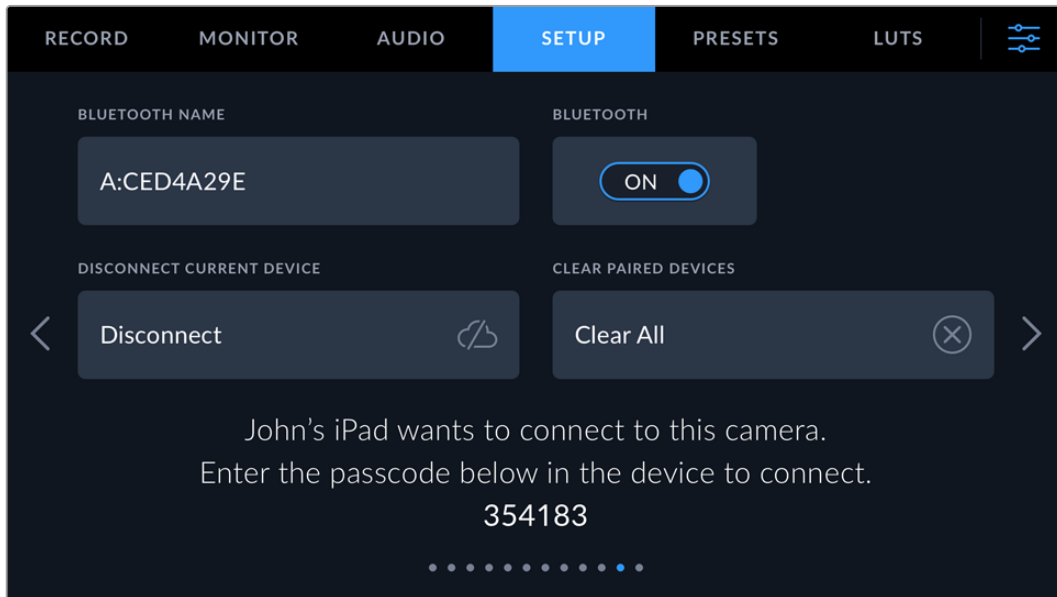 RECORD MONITOR AUDIO SETUP PRESETS LUTS
BLUETOOTH NAME
A:CED4A29E
BLUETOOTH
ON
DISCONNECT CURRENT DEVICE
Disconnect
CLEAR PAIRED DEVICES
Clear All
John’s iPad wants to connect to this camera.
Enter the passcode below in the device to connect.
354183